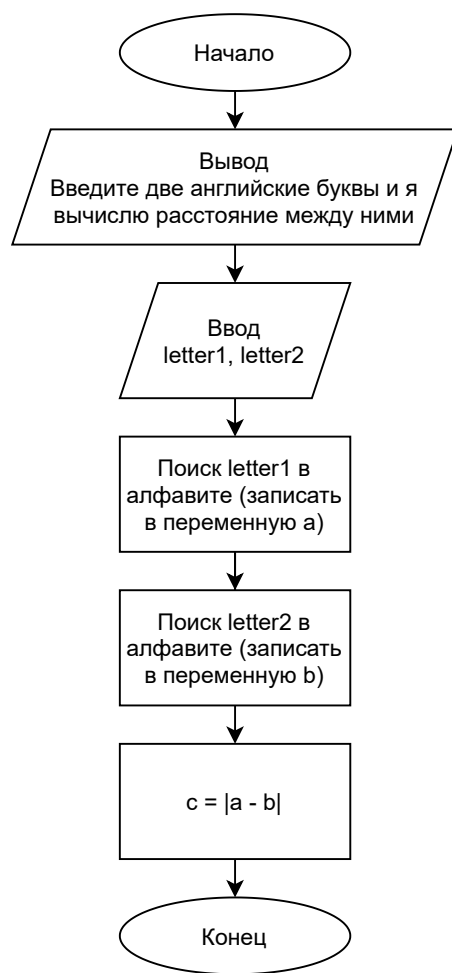 Начало
Вывод
Введите две английские буквы и я
вычислю расстояние между ними
Ввод
letter1, letter2
Поиск letter1 в
алфавите (записать
в переменную a)
Поиск letter2 в
алфавите (записать
в переменную b)
c = |a - b|
Конец